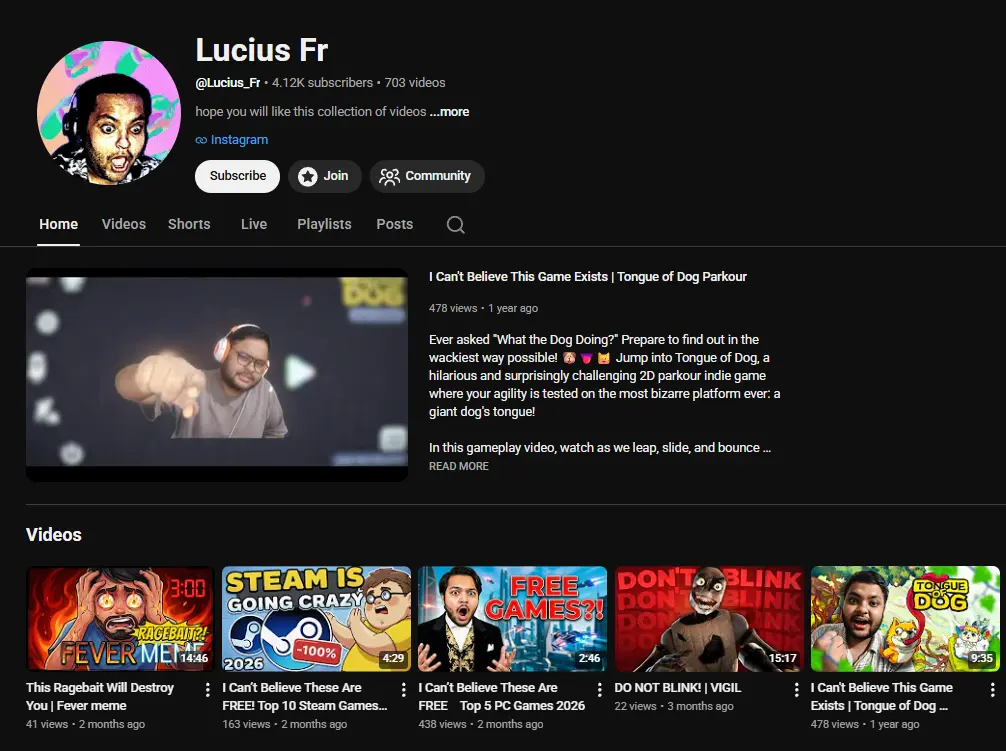 Lucius Fr
@Lucius_Fr • 4.12K subscribers • 703 videos
hope you will like this collection of videos ...more
Instagram
Subscribe
Join
Community
Home
Videos
Shorts
Live
Playlists
Posts
DOG
I Can't Believe This Game Exists | Tongue of Dog Parkour
478 views • 1 year ago
Ever asked "What the Dog Doing?" Prepare to find out in the
wackiest way possible! 🐶👅😹 Jump into Tongue of Dog, a
hilarious and surprisingly challenging 2D parkour indie game
where your agility is tested on the most bizarre platform ever: a
giant dog's tongue!
In this gameplay video, watch as we leap, slide, and bounce ...
READ MORE
Videos
3:00
RAGEBAIT?!
FEVER MEME
14:46
This Ragebait Will Destroy
You | Fever meme
41 views • 2 months ago
STEAM IS
GOING CRAZY
-100%
2026
4:29
I Can't Believe These Are
FREE! Top 10 Steam Games...
163 views • 2 months ago
FREE
GAMES?!
2:46
I Can't Believe These Are
FREE Top 5 PC Games 2026
438 views • 2 months ago
DON'T BLINK
DON'T BLINK
15:17
DO NOT BLINK! | VIGIL
22 views • 3 months ago
TONGUE
OF
DOG
9:35
I Can't Believe This Game
Exists | Tongue of Dog ...
478 views • 1 year ago